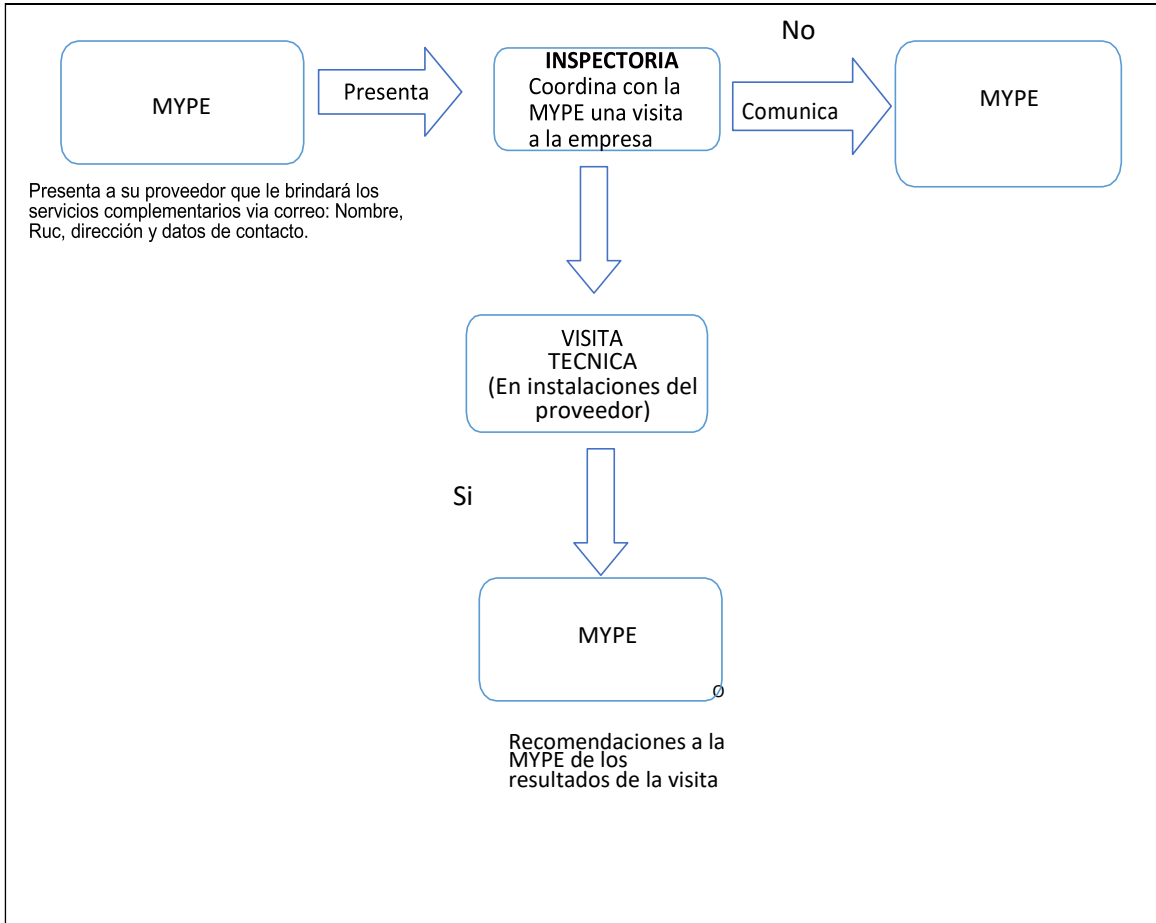 No
MYPE
Presenta
INSPECTORIA
Coordina con la
MYPE una visita
a la empresa
Comunica
MYPE
Presenta a su proveedor que le brindará los
servicios complementarios via correo: Nombre,
Ruc, dirección y datos de contacto.
VISITA
TECNICA
(En instalaciones del
proveedor)
Si
MYPE
o
Recomendaciones a la
MYPE de los
resultados de la visita